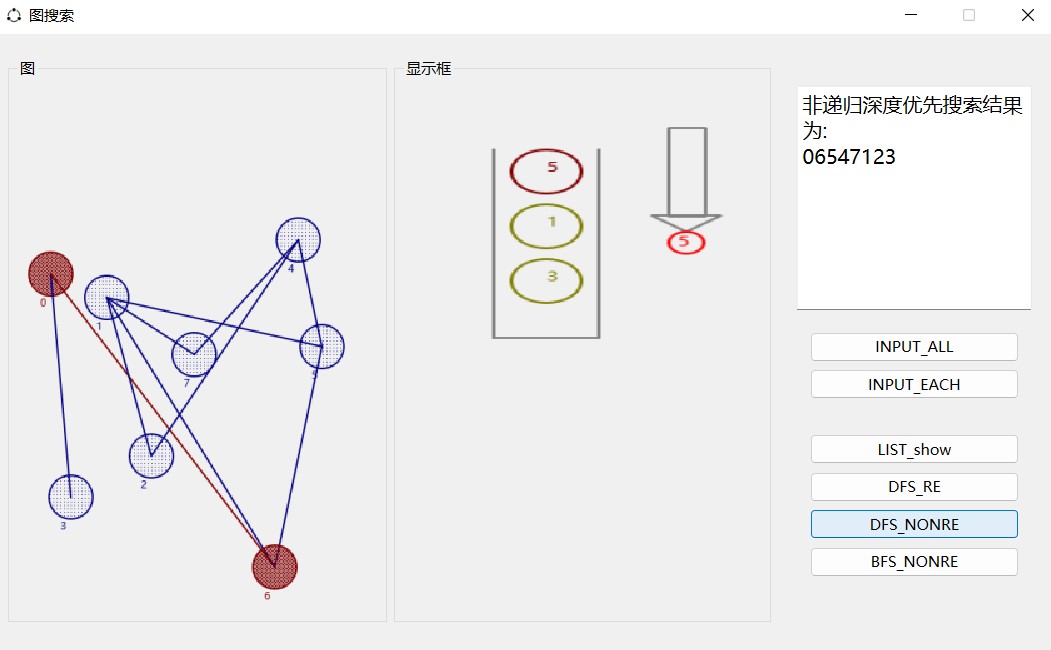 图搜索
图
显示框
0
1
2
3
4
5
6
7
5
1
3
5
非递归深度优先搜索结果
为:
06547123
INPUT_ALL
INPUT_EACH
LIST_show
DFS_RE
DFS_NONRE
BFS_NONRE